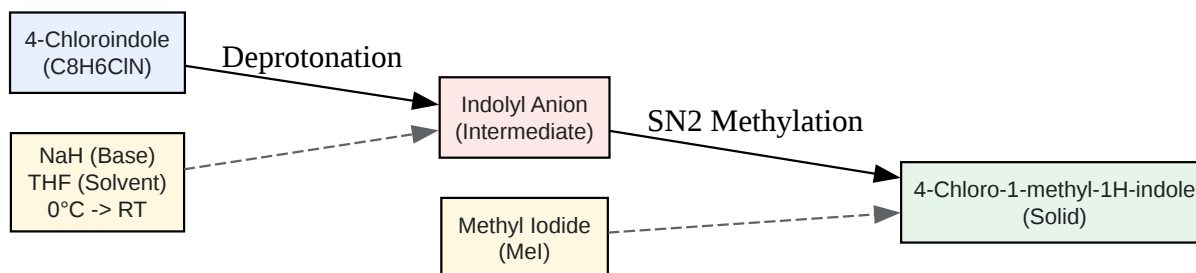 4-Chloroindole
(C8H6ClN)
Deprotonation
NaH (Base)
THF (Solvent)
0°C -> RT
Indolyl Anion
(Intermediate)
SN2 Methylation
Methyl Iodide
(MeI)
4-Chloro-1-methyl-1H-indole
(Solid)